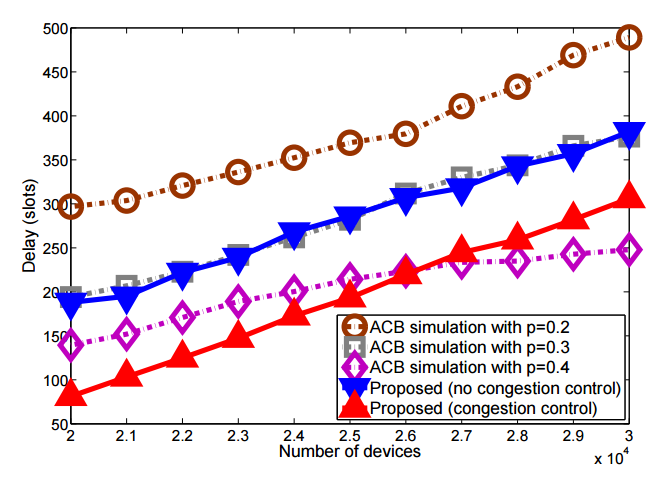 500
450
400
350
300
250
200
150
100
50
Delay (slots)
ACB simulation with p=0.2
ACB simulation with p=0.3
ACB simulation with p=0.4
Proposed (no congestion control)
Proposed (congestion control)
2 2.1 2.2 2.3 2.4 2.5 2.6 2.7 2.8 2.9 3
Number of devices
x 10^4